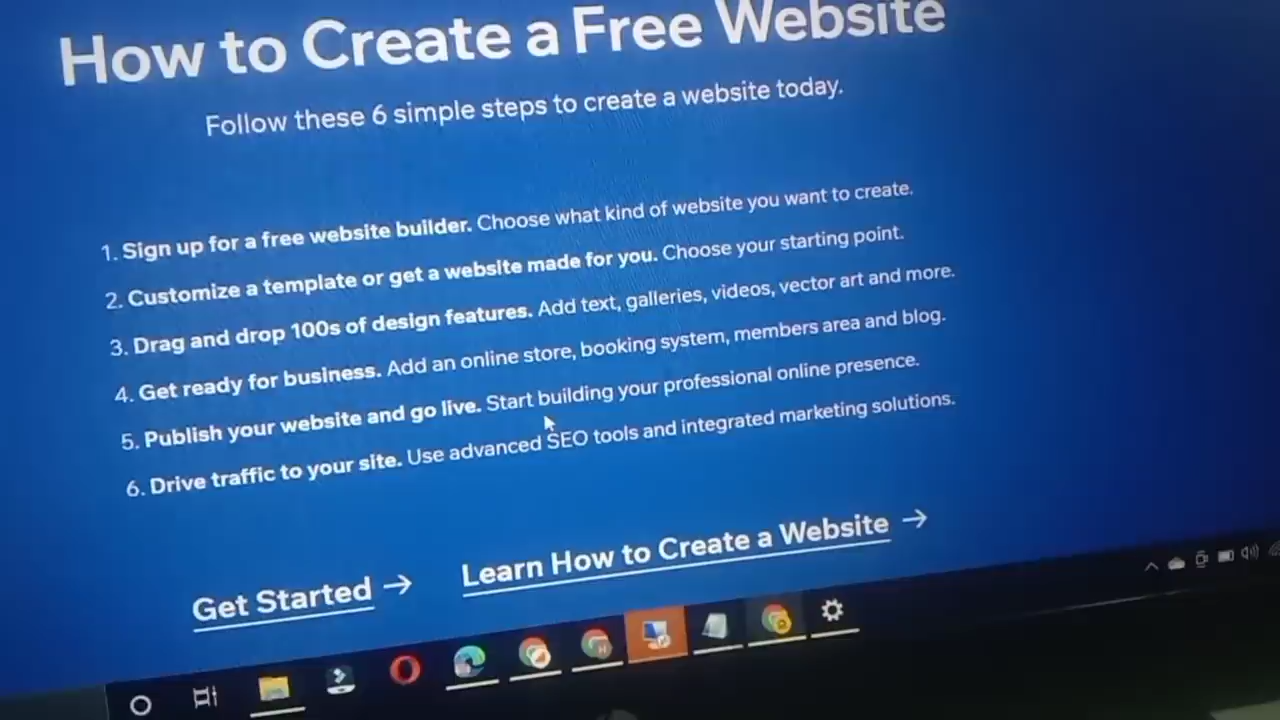 How to Create a Free Website
Follow these 6 simple steps to create a website today.
1. Sign up for a free website builder. Choose what kind of website you want to create.
2. Customize a template or get a website made for you. Choose your starting point.
3. Drag and drop 100s of design features. Add text, galleries, videos, vector art and more.
4. Get ready for business. Add an online store, booking system, members area and blog.
5. Publish your website and go live. Start building your professional online presence.
6. Drive traffic to your site. Use advanced SEO tools and integrated marketing solutions.
Get Started → Learn How to Create a Website →